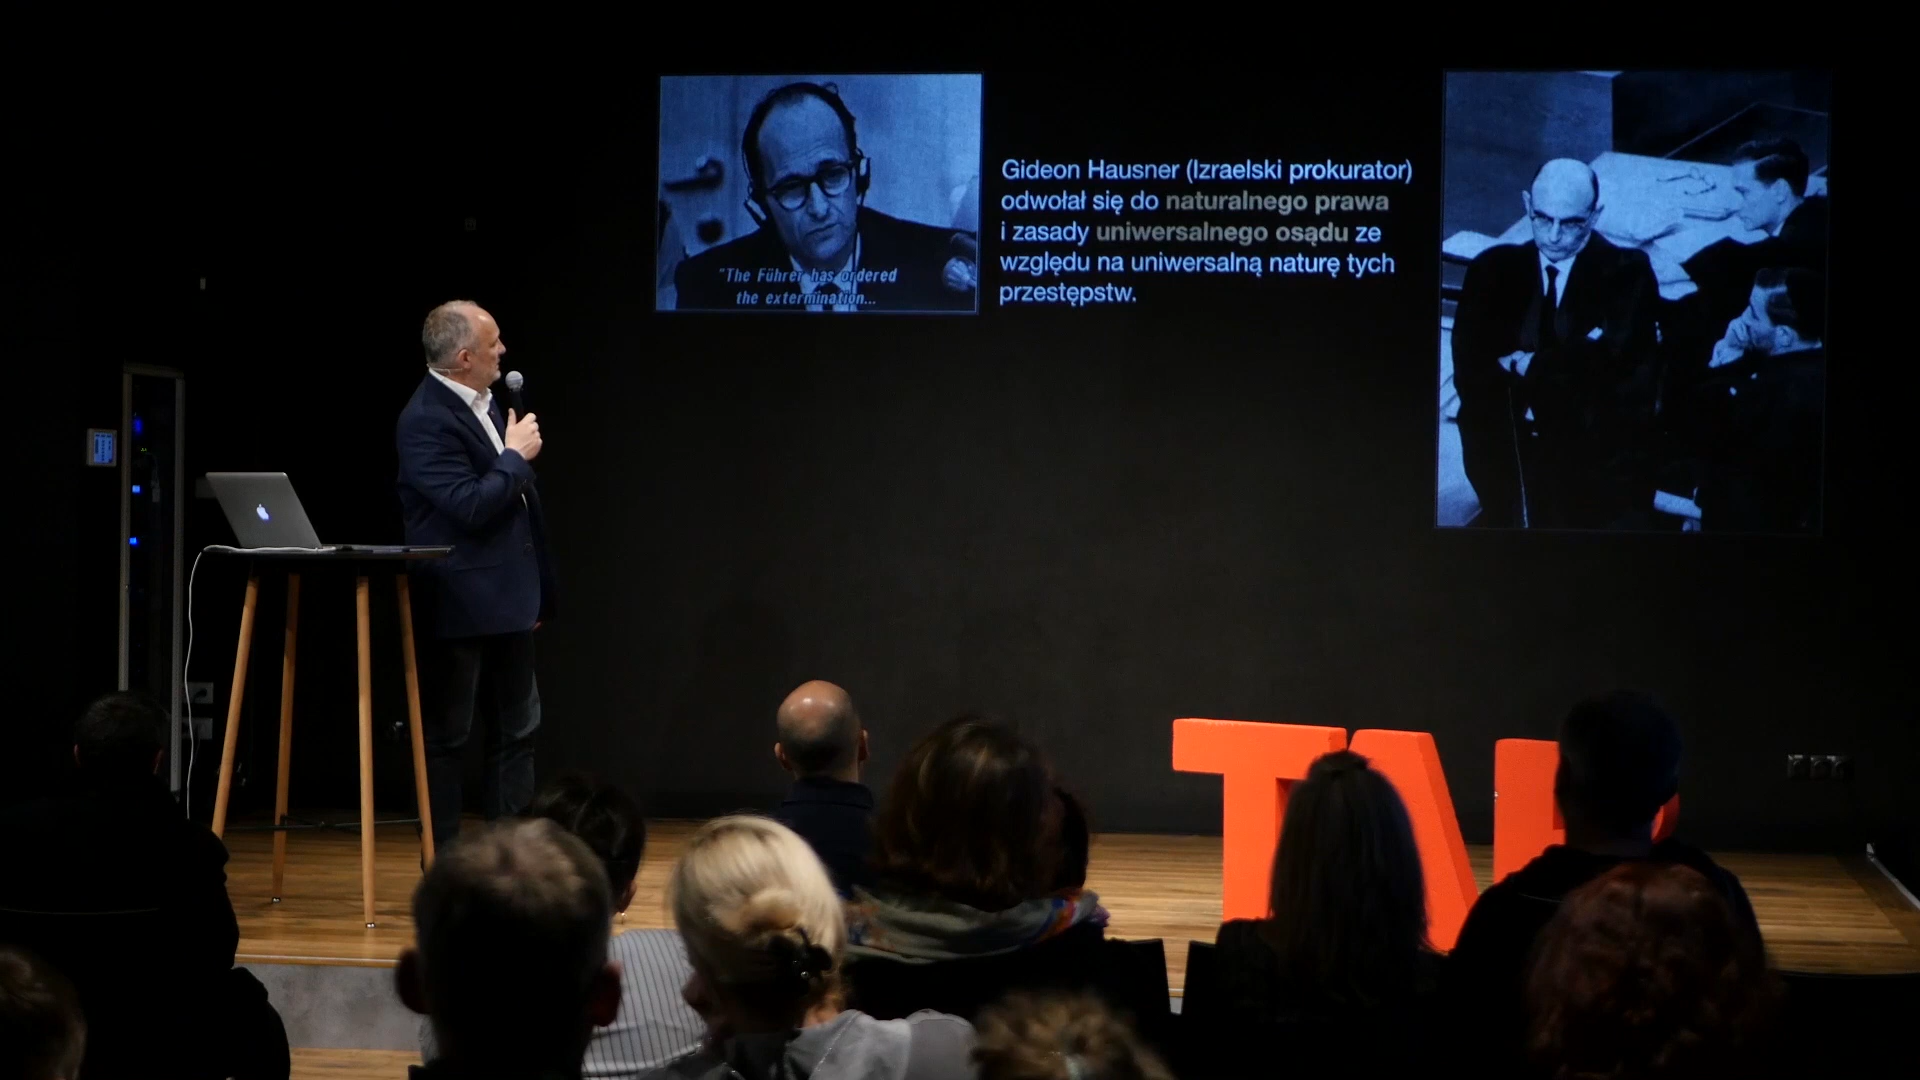 "The Führer has ordered
the extermination...
Gideon Hausner (Izraelski prokurator)
odwołał się do naturalnego prawa
i zasady uniwersalnego osądu ze
względu na uniwersalną naturę tych
przestępstw.